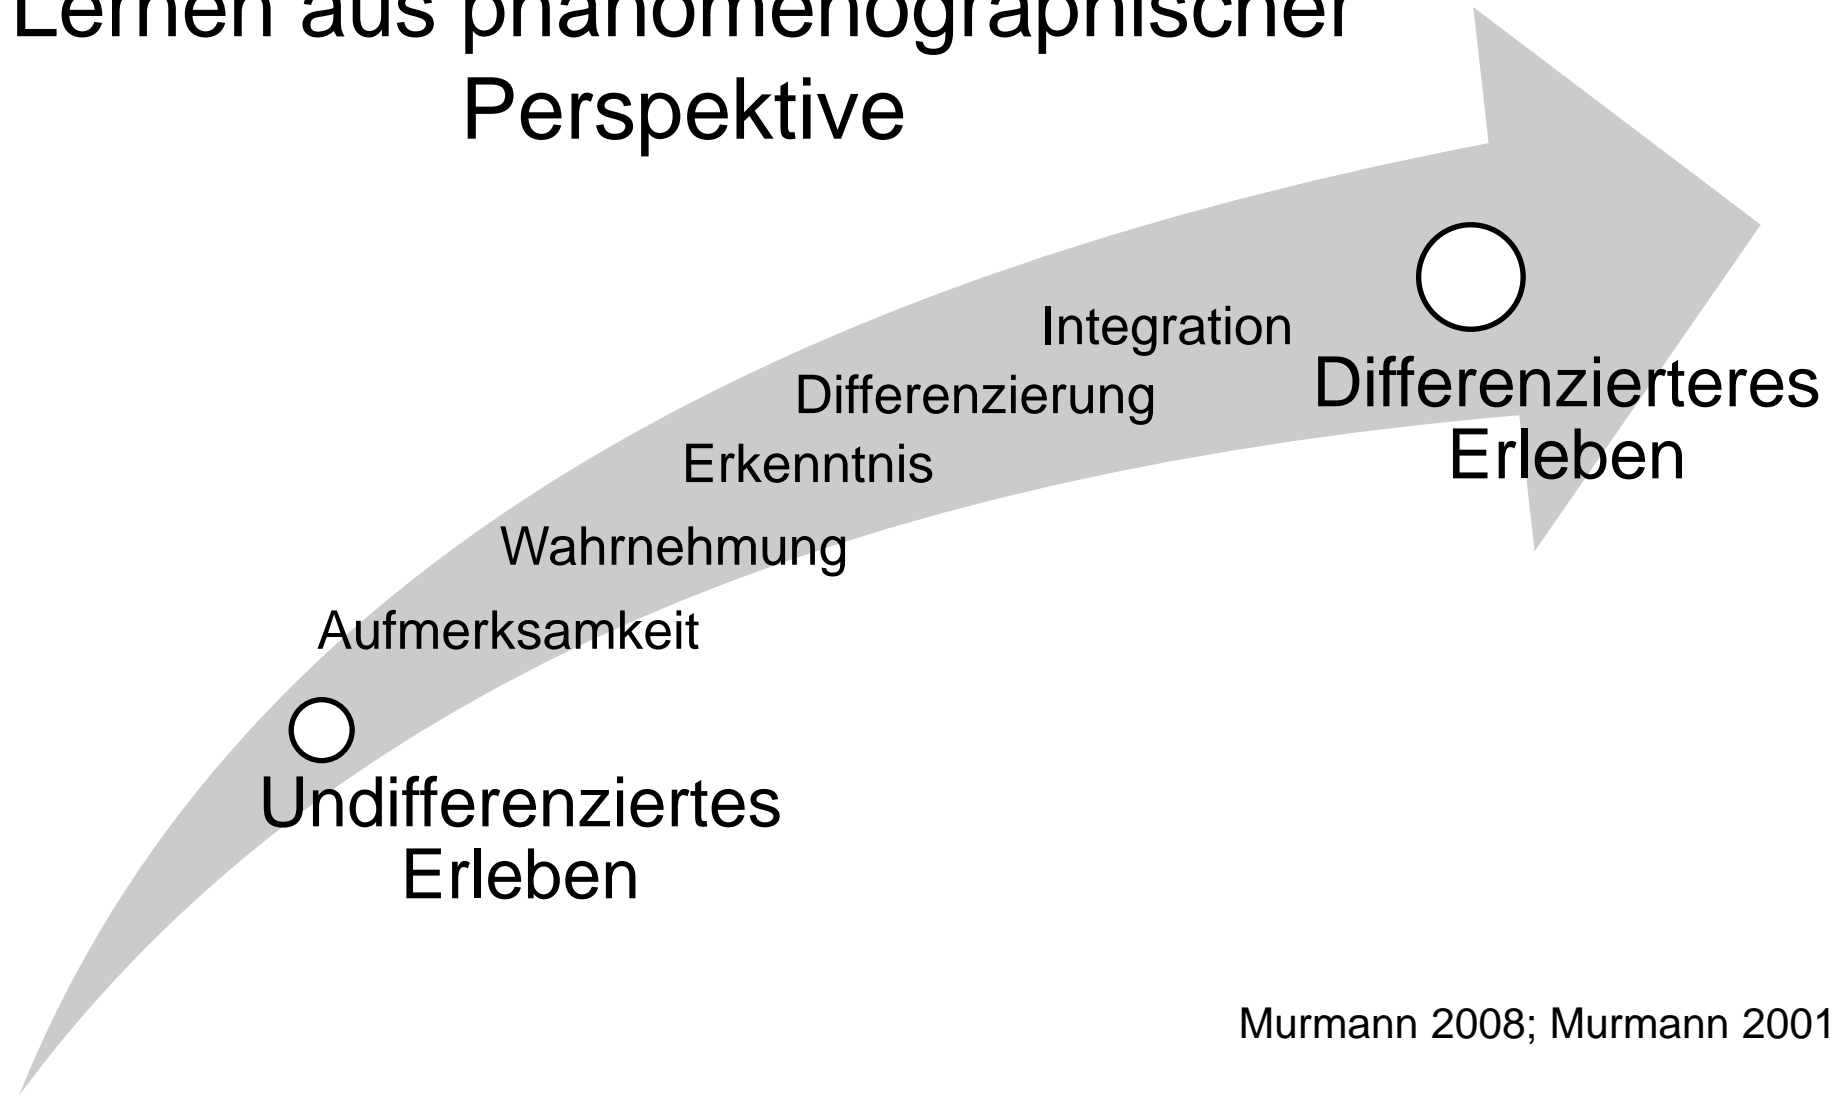 Lernen aus phänomenographischer
Perspektive
Integration
Differenzierung
Erkenntnis
Wahrnehmung
Aufmerksamkeit
Differenzierteres
Erleben
Undifferenziertes
Erleben
Murmann 2008; Murmann 2001